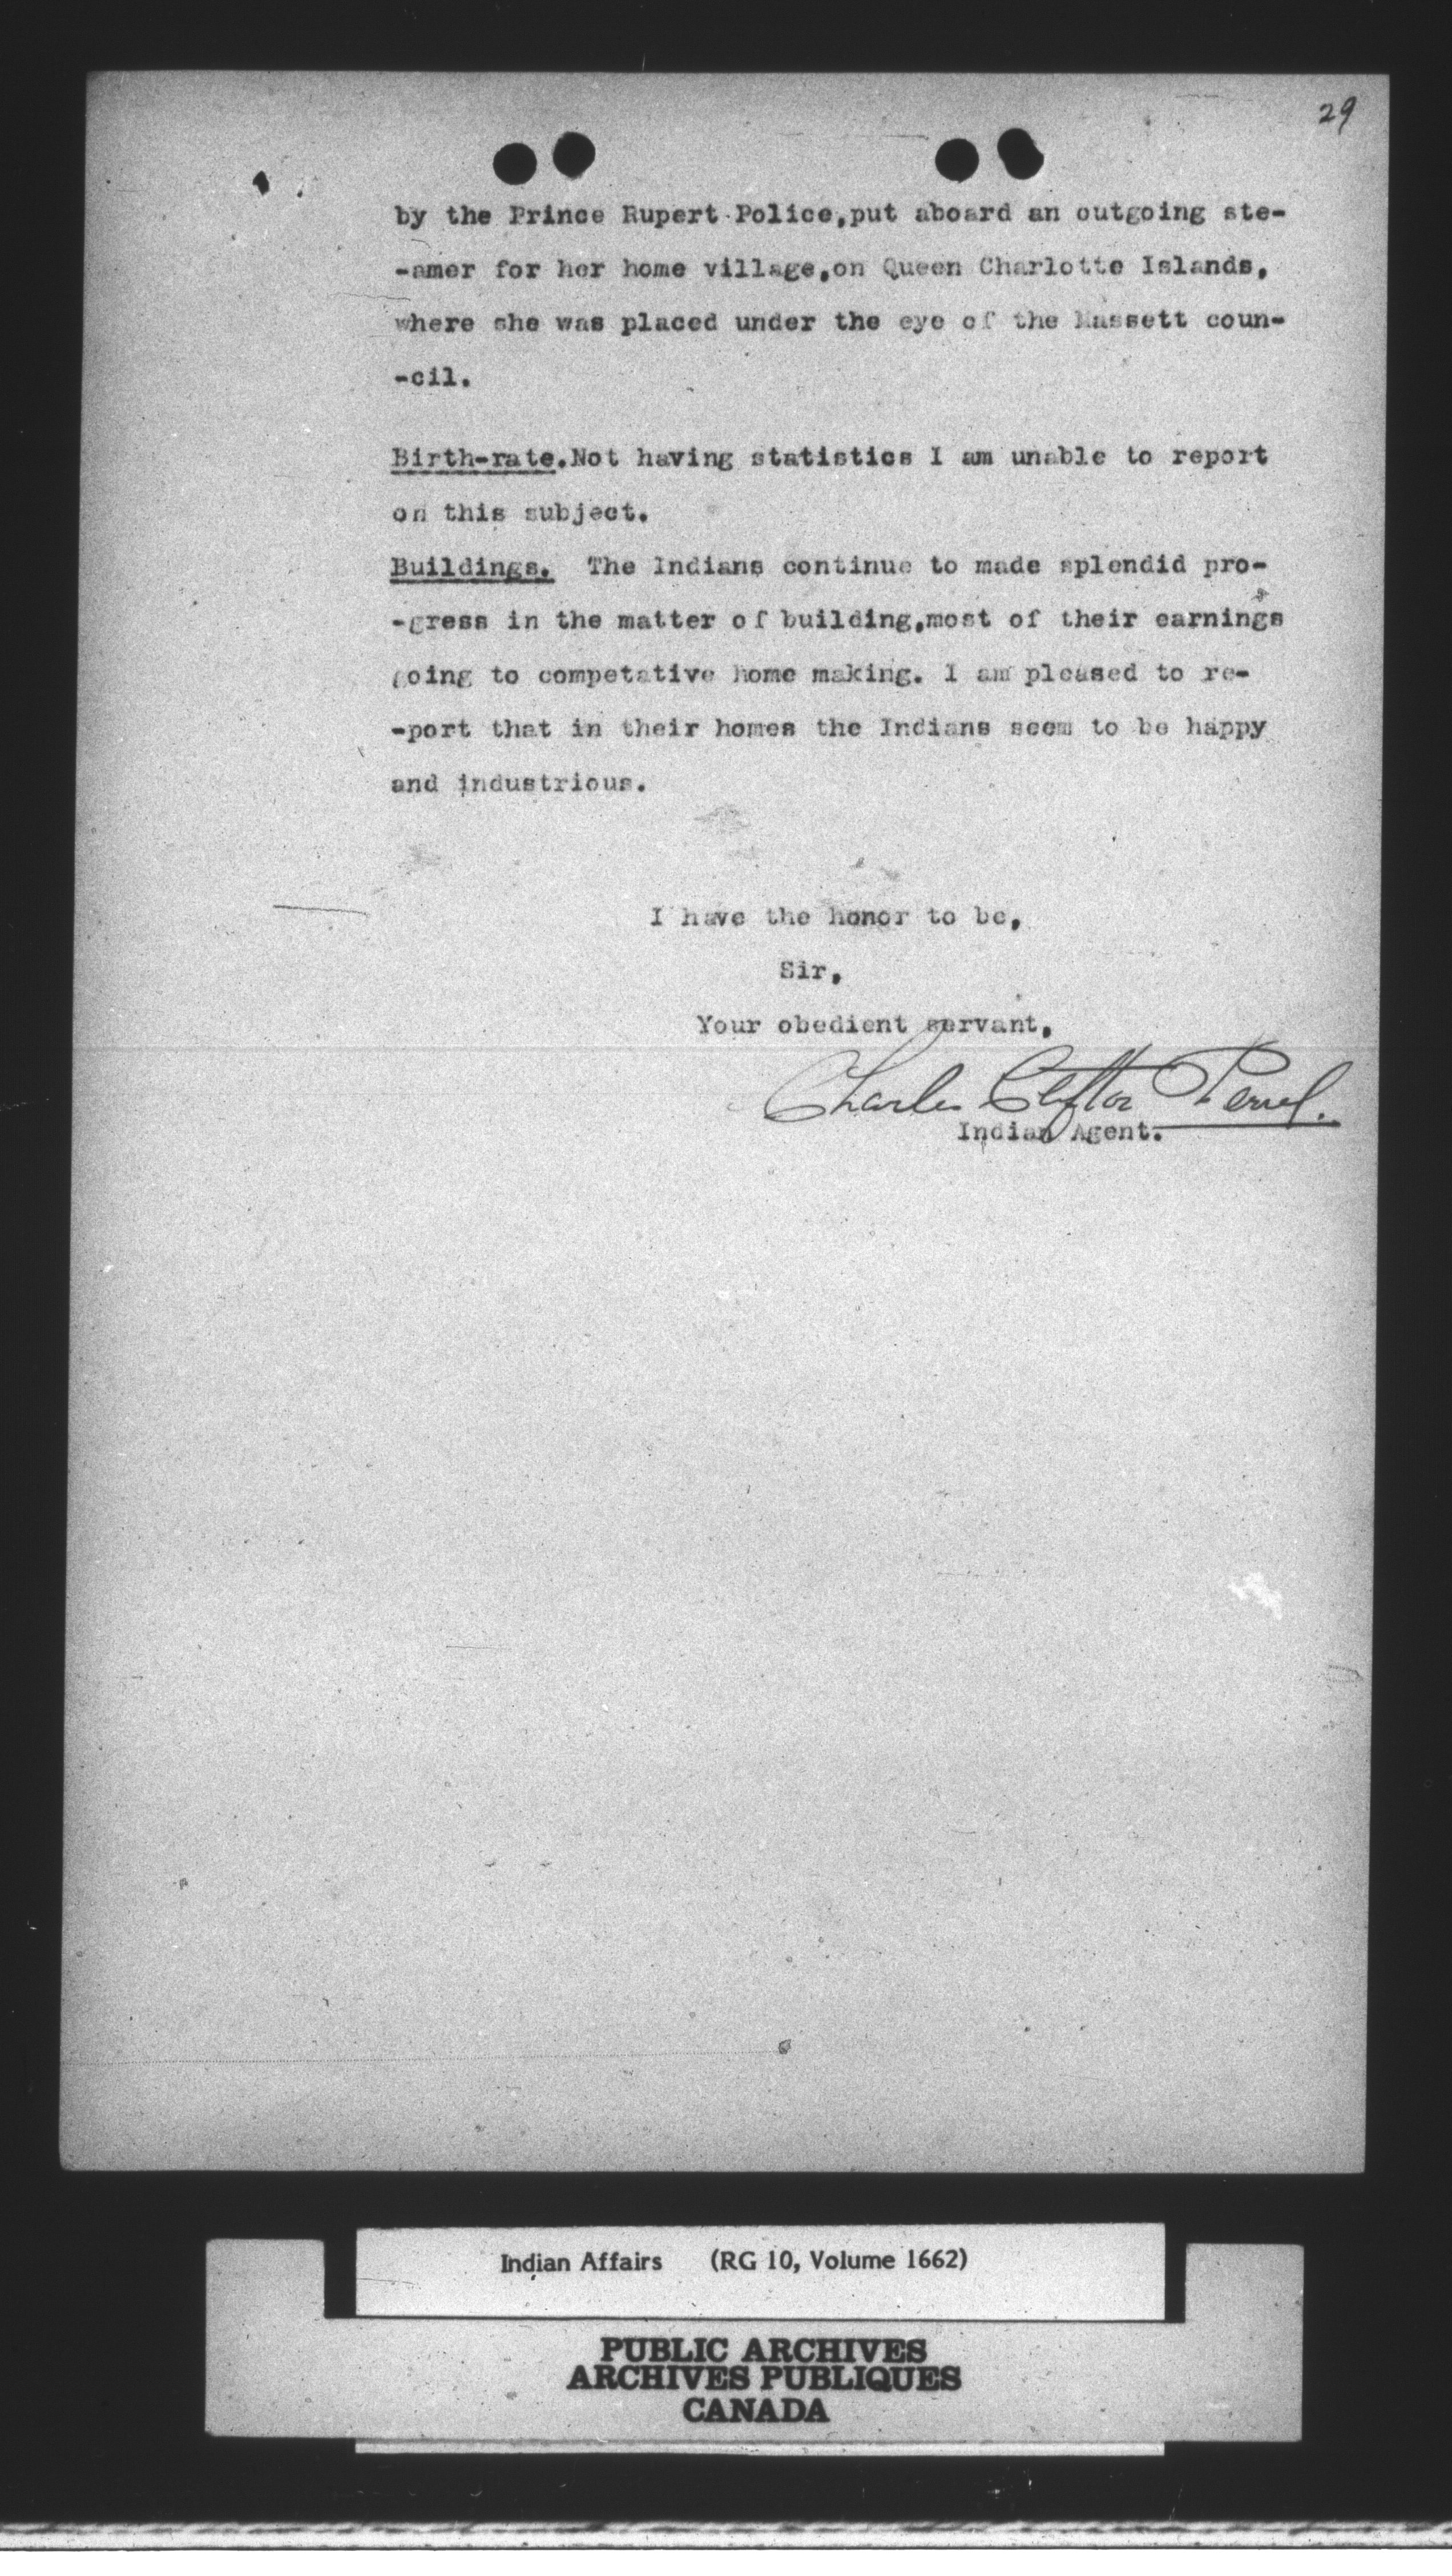 29
by the Prince Rupert Police,put aboard an outgoing ste-
-amer for her home village,on Queen Charlotte Islands,
where she was placed under the eye of the Massett coun-
-cil.
Birth-rate.Not having statistics I am unable to report
on this subject.
Buildings. The Indians continue to made splendid pro-
-gress in the matter of building,most of their earnings
going to competative home making. I am pleased to re-
-port that in their homes the Indians seem to be happy
and industrious.
I have the honor to be,
Sir,
Your obedient servant,
Charles Clifton Perry.
Indian Agent.
Indian Affairs (RG 10, Volume 1662)
PUBLIC ARCHIVES
ARCHIVES PUBLIQUES
CANADA